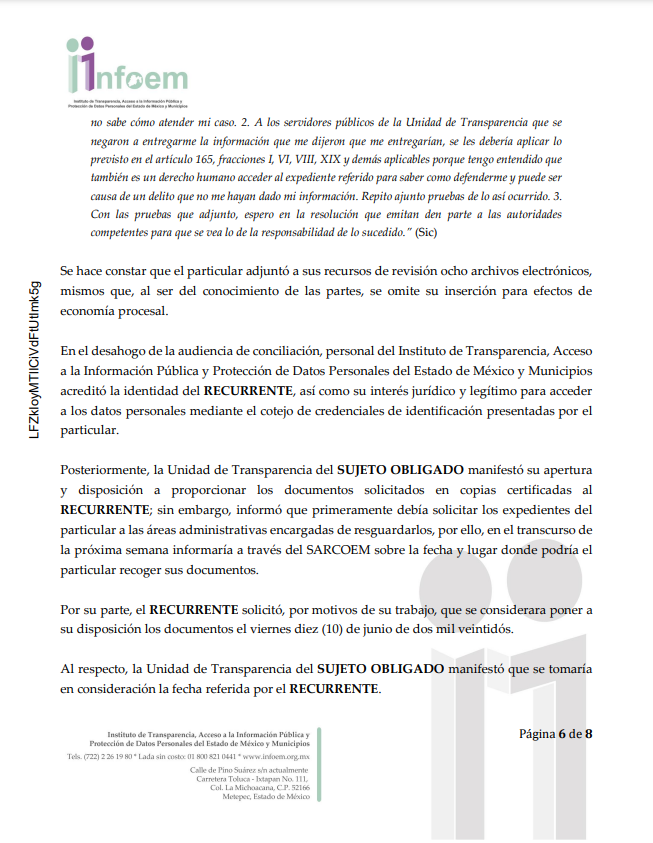 infoem
Instituto de Transparencia, Acceso a la Información Pública y
Protección de Datos Personales del Estado de México y Municipios
no sabe cómo atender mi caso. 2. A los servidores públicos de la Unidad de Transparencia que se
negaron a entregarme la información que me dijeron que me entregarían, se les debería aplicar lo
previsto en el artículo 165, fracciones I, VI, VIII, XIX y demás aplicables porque tengo entendido que
también es un derecho humano acceder al expediente referido para saber como defenderme y puede ser
causa de un delito que no me hayan dado mi información. Repito ajunto pruebas de lo así ocurrido. 3.
Con las pruebas que adjunto, espero en la resolución que emitan den parte a las autoridades
competentes para que se vea lo de la responsabilidad de lo sucedido.” (Sic)
Se hace constar que el particular adjuntó a sus recursos de revisión ocho archivos electrónicos,
mismos que, al ser del conocimiento de las partes, se omite su inserción para efectos de
economía procesal.
En el desahogo de la audiencia de conciliación, personal del Instituto de Transparencia, Acceso
a la Información Pública y Protección de Datos Personales del Estado de México y Municipios
acreditó la identidad del RECURRENTE, así como su interés jurídico y legítimo para acceder
a los datos personales mediante el cotejo de credenciales de identificación presentadas por el
particular.
Posteriormente, la Unidad de Transparencia del SUJETO OBLIGADO manifestó su apertura
y disposición a proporcionar los documentos solicitados en copias certificadas al
RECURRENTE; sin embargo, informó que primeramente debía solicitar los expedientes del
particular a las áreas administrativas encargadas de resguardarlos, por ello, en el transcurso de
la próxima semana informaría a través del SARCOEM sobre la fecha y lugar donde podría el
particular recoger sus documentos.
Por su parte, el RECURRENTE solicitó, por motivos de su trabajo, que se considerara poner a
su disposición los documentos el viernes diez (10) de junio de dos mil veintidós.
Al respecto, la Unidad de Transparencia del SUJETO OBLIGADO manifestó que se tomaría
en consideración la fecha referida por el RECURRENTE.
Instituto de Transparencia, Acceso a la Información Pública y
Protección de Datos Personales del Estado de México y Municipios
Tels. (722) 2 26 19 80 * Lada sin costo: 01 800 821 0441 * www.infoem.org.mx
Calle de Pino Suárez s/n actualmente
Carretera Toluca - Ixtapan No. 111,
Col. La Michoacana, C.P. 52166
Metepec, Estado de México
Página 6 de 8